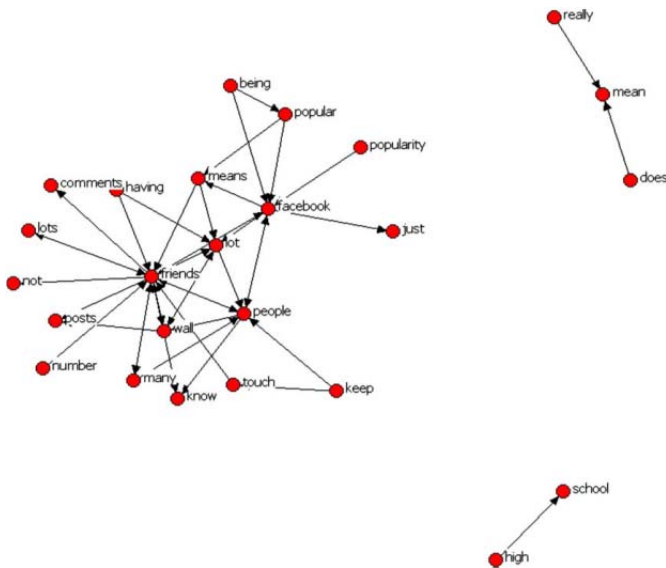 really
being
mean
popular
popularity
means
does
comments
having
facebook
lots
just
lot
friends
not
people
posts
wall
number
many
touch
keep
know
school
high